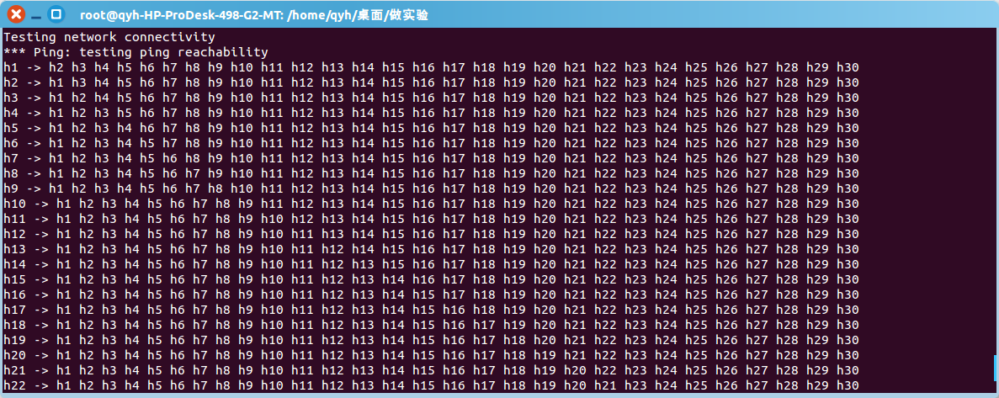 root@qyh-HP-ProDesk-498-G2-MT: /home/qyh/桌面/做实验
Testing network connectivity
*** Ping: testing ping reachability
h1 -> h2 h3 h4 h5 h6 h7 h8 h9 h10 h11 h12 h13 h14 h15 h16 h17 h18 h19 h20 h21 h22 h23 h24 h25 h26 h27 h28 h29 h30
h2 -> h1 h3 h4 h5 h6 h7 h8 h9 h10 h11 h12 h13 h14 h15 h16 h17 h18 h19 h20 h21 h22 h23 h24 h25 h26 h27 h28 h29 h30
h3 -> h1 h2 h4 h5 h6 h7 h8 h9 h10 h11 h12 h13 h14 h15 h16 h17 h18 h19 h20 h21 h22 h23 h24 h25 h26 h27 h28 h29 h30
h4 -> h1 h2 h3 h5 h6 h7 h8 h9 h10 h11 h12 h13 h14 h15 h16 h17 h18 h19 h20 h21 h22 h23 h24 h25 h26 h27 h28 h29 h30
h5 -> h1 h2 h3 h4 h6 h7 h8 h9 h10 h11 h12 h13 h14 h15 h16 h17 h18 h19 h20 h21 h22 h23 h24 h25 h26 h27 h28 h29 h30
h6 -> h1 h2 h3 h4 h5 h7 h8 h9 h10 h11 h12 h13 h14 h15 h16 h17 h18 h19 h20 h21 h22 h23 h24 h25 h26 h27 h28 h29 h30
h7 -> h1 h2 h3 h4 h5 h6 h8 h9 h10 h11 h12 h13 h14 h15 h16 h17 h18 h19 h20 h21 h22 h23 h24 h25 h26 h27 h28 h29 h30
h8 -> h1 h2 h3 h4 h5 h6 h7 h9 h10 h11 h12 h13 h14 h15 h16 h17 h18 h19 h20 h21 h22 h23 h24 h25 h26 h27 h28 h29 h30
h9 -> h1 h2 h3 h4 h5 h6 h7 h8 h10 h11 h12 h13 h14 h15 h16 h17 h18 h19 h20 h21 h22 h23 h24 h25 h26 h27 h28 h29 h30
h10 -> h1 h2 h3 h4 h5 h6 h7 h8 h9 h11 h12 h13 h14 h15 h16 h17 h18 h19 h20 h21 h22 h23 h24 h25 h26 h27 h28 h29 h30
h11 -> h1 h2 h3 h4 h5 h6 h7 h8 h9 h10 h12 h13 h14 h15 h16 h17 h18 h19 h20 h21 h22 h23 h24 h25 h26 h27 h28 h29 h30
h12 -> h1 h2 h3 h4 h5 h6 h7 h8 h9 h10 h11 h13 h14 h15 h16 h17 h18 h19 h20 h21 h22 h23 h24 h25 h26 h27 h28 h29 h30
h13 -> h1 h2 h3 h4 h5 h6 h7 h8 h9 h10 h11 h12 h14 h15 h16 h17 h18 h19 h20 h21 h22 h23 h24 h25 h26 h27 h28 h29 h30
h14 -> h1 h2 h3 h4 h5 h6 h7 h8 h9 h10 h11 h12 h13 h15 h16 h17 h18 h19 h20 h21 h22 h23 h24 h25 h26 h27 h28 h29 h30
h15 -> h1 h2 h3 h4 h5 h6 h7 h8 h9 h10 h11 h12 h13 h14 h16 h17 h18 h19 h20 h21 h22 h23 h24 h25 h26 h27 h28 h29 h30
h16 -> h1 h2 h3 h4 h5 h6 h7 h8 h9 h10 h11 h12 h13 h14 h15 h17 h18 h19 h20 h21 h22 h23 h24 h25 h26 h27 h28 h29 h30
h17 -> h1 h2 h3 h4 h5 h6 h7 h8 h9 h10 h11 h12 h13 h14 h15 h16 h18 h19 h20 h21 h22 h23 h24 h25 h26 h27 h28 h29 h30
h18 -> h1 h2 h3 h4 h5 h6 h7 h8 h9 h10 h11 h12 h13 h14 h15 h16 h17 h19 h20 h21 h22 h23 h24 h25 h26 h27 h28 h29 h30
h19 -> h1 h2 h3 h4 h5 h6 h7 h8 h9 h10 h11 h12 h13 h14 h15 h16 h17 h18 h20 h21 h22 h23 h24 h25 h26 h27 h28 h29 h30
h20 -> h1 h2 h3 h4 h5 h6 h7 h8 h9 h10 h11 h12 h13 h14 h15 h16 h17 h18 h19 h21 h22 h23 h24 h25 h26 h27 h28 h29 h30
h21 -> h1 h2 h3 h4 h5 h6 h7 h8 h9 h10 h11 h12 h13 h14 h15 h16 h17 h18 h19 h20 h22 h23 h24 h25 h26 h27 h28 h29 h30
h22 -> h1 h2 h3 h4 h5 h6 h7 h8 h9 h10 h11 h12 h13 h14 h15 h16 h17 h18 h19 h20 h21 h23 h24 h25 h26 h27 h28 h29 h30